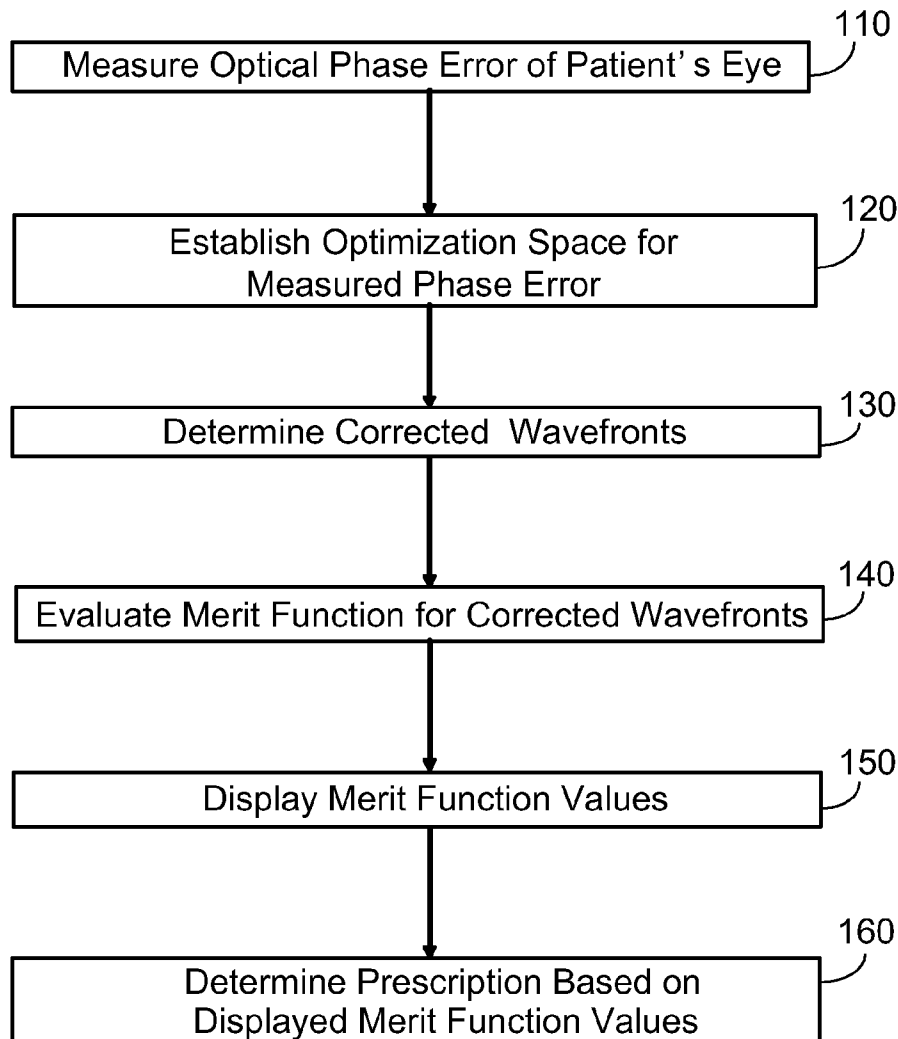 110
Measure Optical Phase Error of Patient's Eye
120
Establish Optimization Space for
Measured Phase Error
130
Determine Corrected Wavefronts
140
Evaluate Merit Function for Corrected Wavefronts
150
Display Merit Function Values
160
Determine Prescription Based on
Displayed Merit Function Values